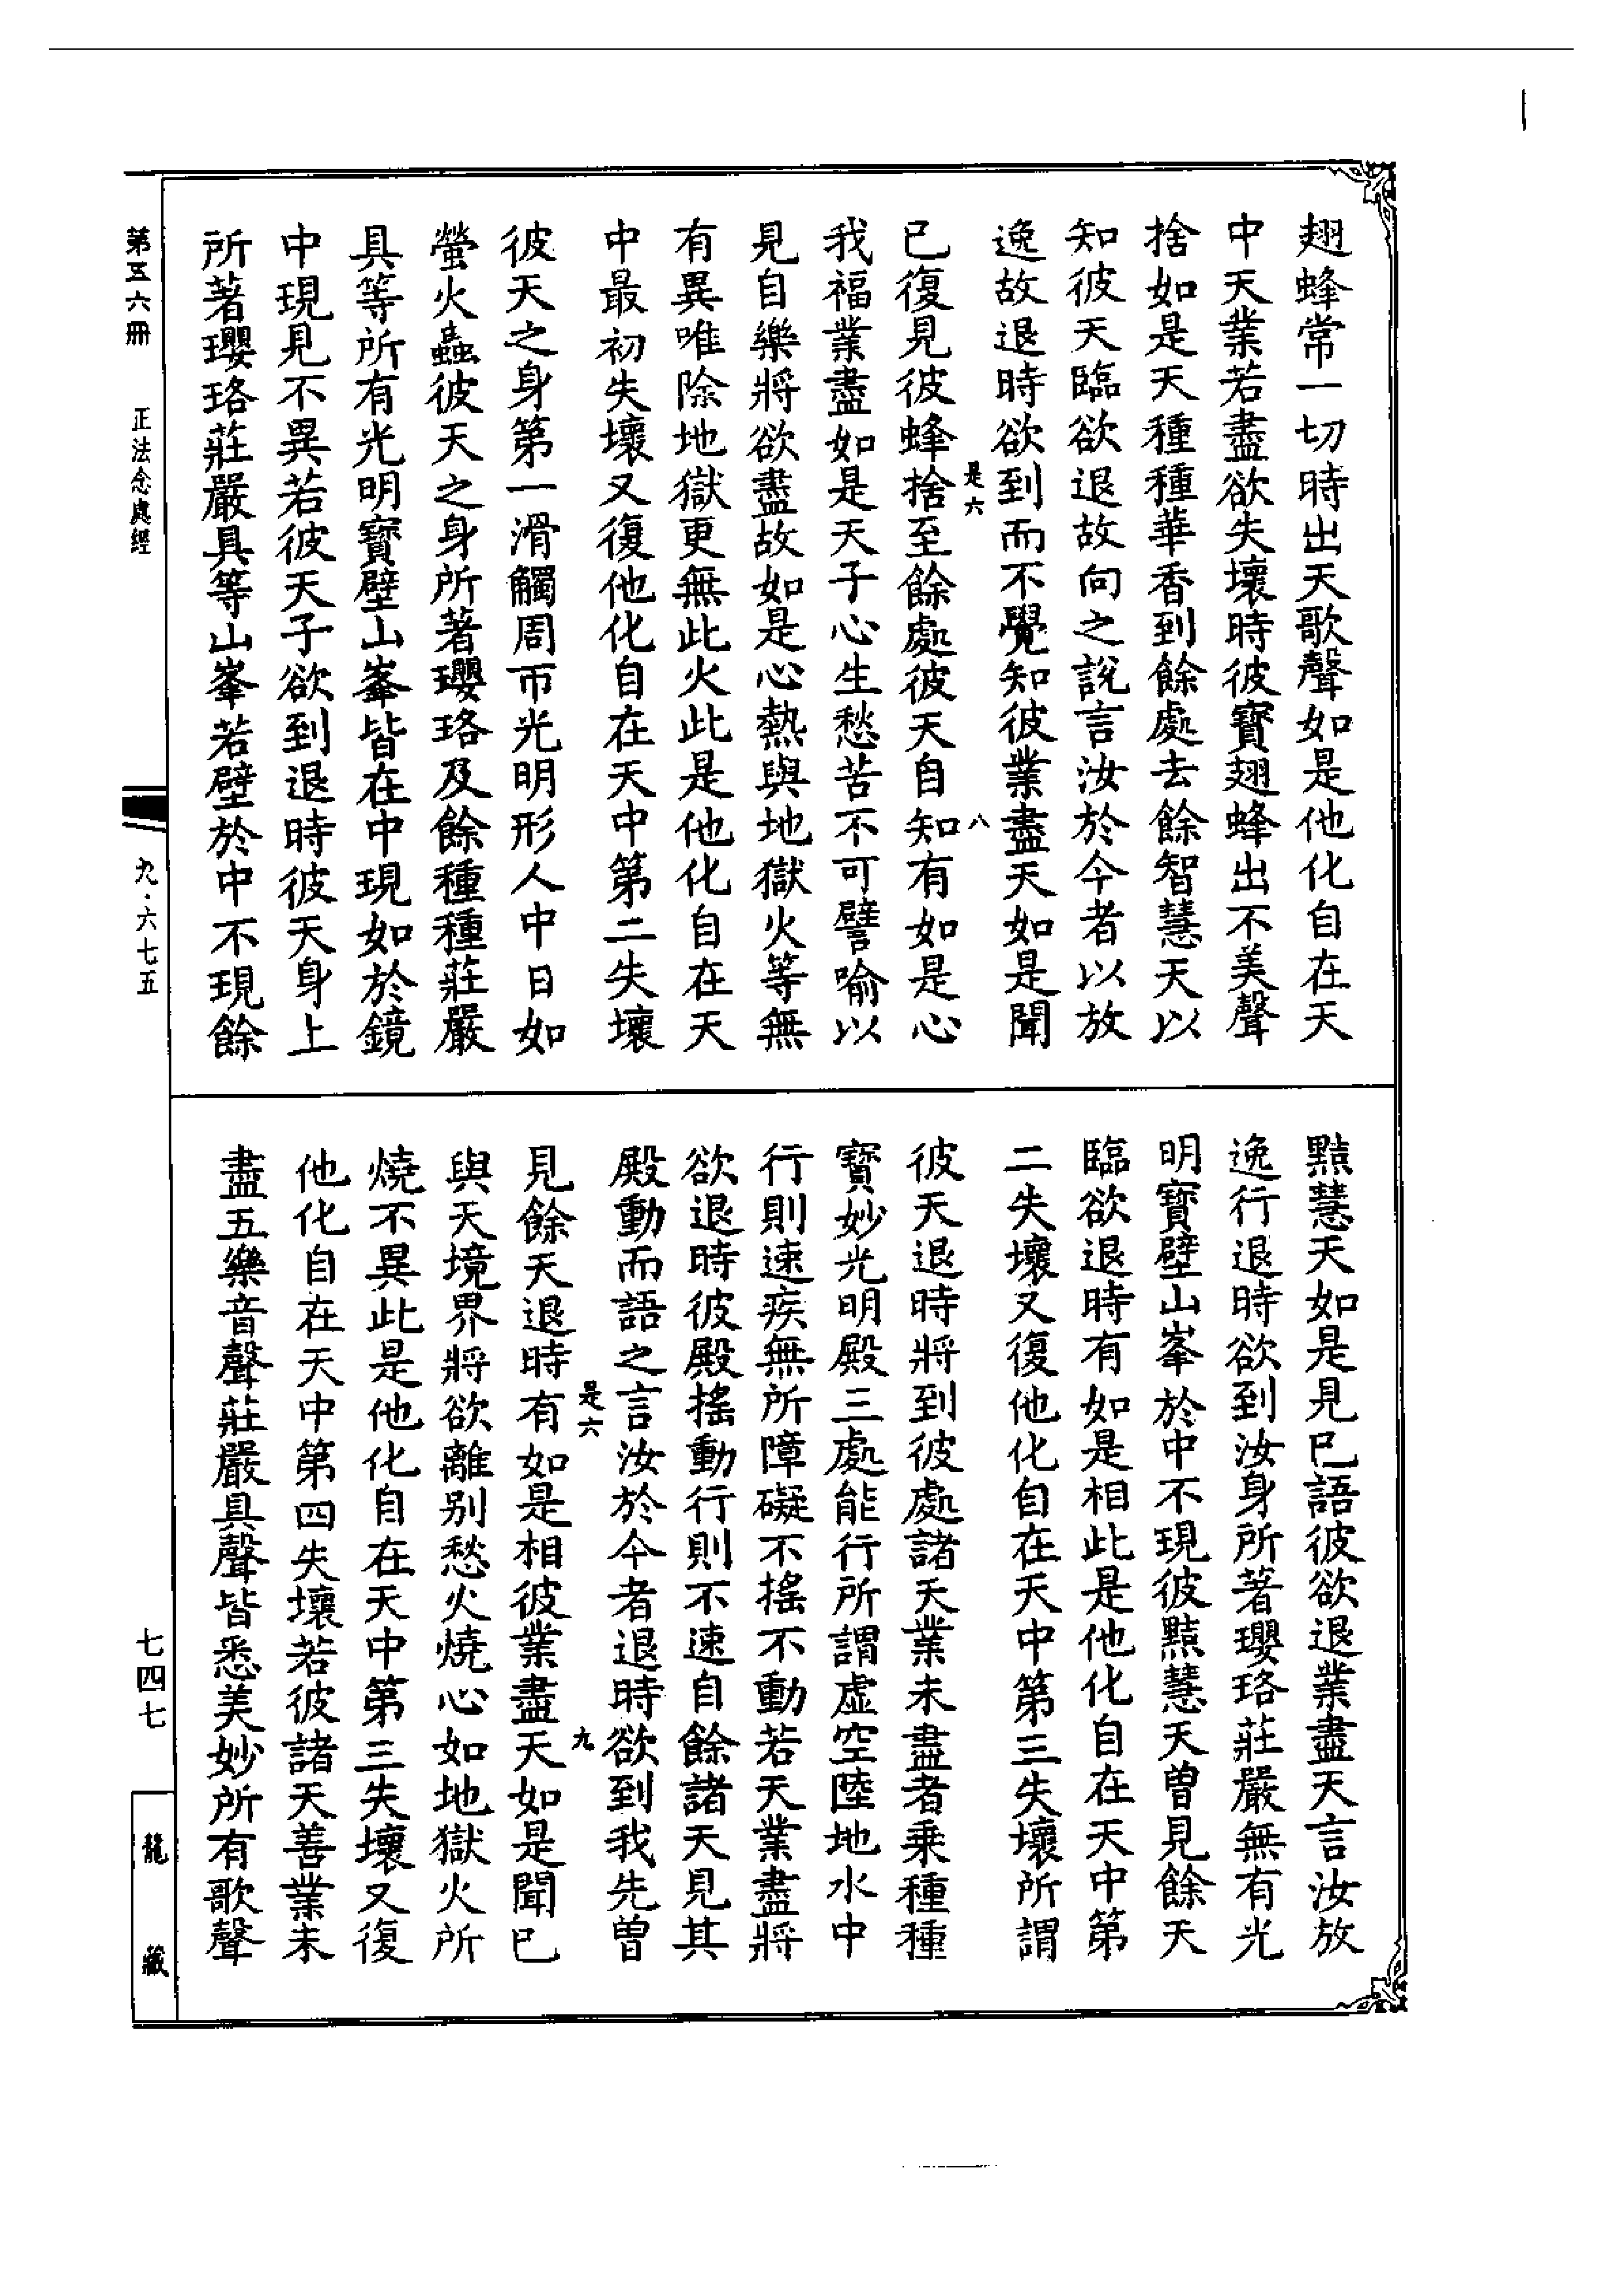 翅蜂常一切時出天歌聲如是他化自在天
中天業若盡欲失壞時彼寶翅蜂出不美聲
捨如是天種種華香到餘處去餘智慧天以
知彼天臨欲退故向之說言汝於今者以放
逸故退時欲到而不覺知彼業盡天如是聞
是六
八
已復見彼蜂捨至餘處彼天自知有如是心
我福業盡如是天子心生愁苦不可譬喻以
見自樂將欲盡故如是心熱與地獄火等無
有異唯除地獄更無此火此是他化自在天
中最初失壞又復他化自在天中第二失壞
彼天之身第一滑觸周帀光明形人中日如
螢火蟲彼天之身所著瓔珞及餘種種莊嚴
具等所有光明寶壁山峯皆在中現如於鏡
中現見不異若彼天子欲到退時彼天身上
所著瓔珞莊嚴具等山峯若壁於中不現餘
黠慧天如是見已語彼欲退業盡天言汝放
逸行退時欲到汝身所著瓔珞莊嚴無有光
明寶壁山峯於中不現彼黠慧天曾見餘天
臨欲退時有如是相此是他化自在天中第
二失壞又復他化自在天中第三失壞所謂
彼天退時將到彼處諸天業未盡者乘種種
寶妙光明殿三處能行所謂虛空陸地水中
行則速疾無所障礙不搖不動若天業盡將
欲退時彼殿搖動行則不速自餘諸天見其
殿動而語之言汝於今者退時欲到我先曾
是六
九
見餘天退時有如是相彼業盡天如是聞已
與天境界將欲離別愁火燒心如地獄火所
燒不異此是他化自在天中第三失壞又復
他化自在天中第四失壞若彼諸天善業未
盡五樂音聲莊嚴具聲皆悉美妙所有歌聲
第五六冊
正法念處經
九·六七五
七四七
龍藏